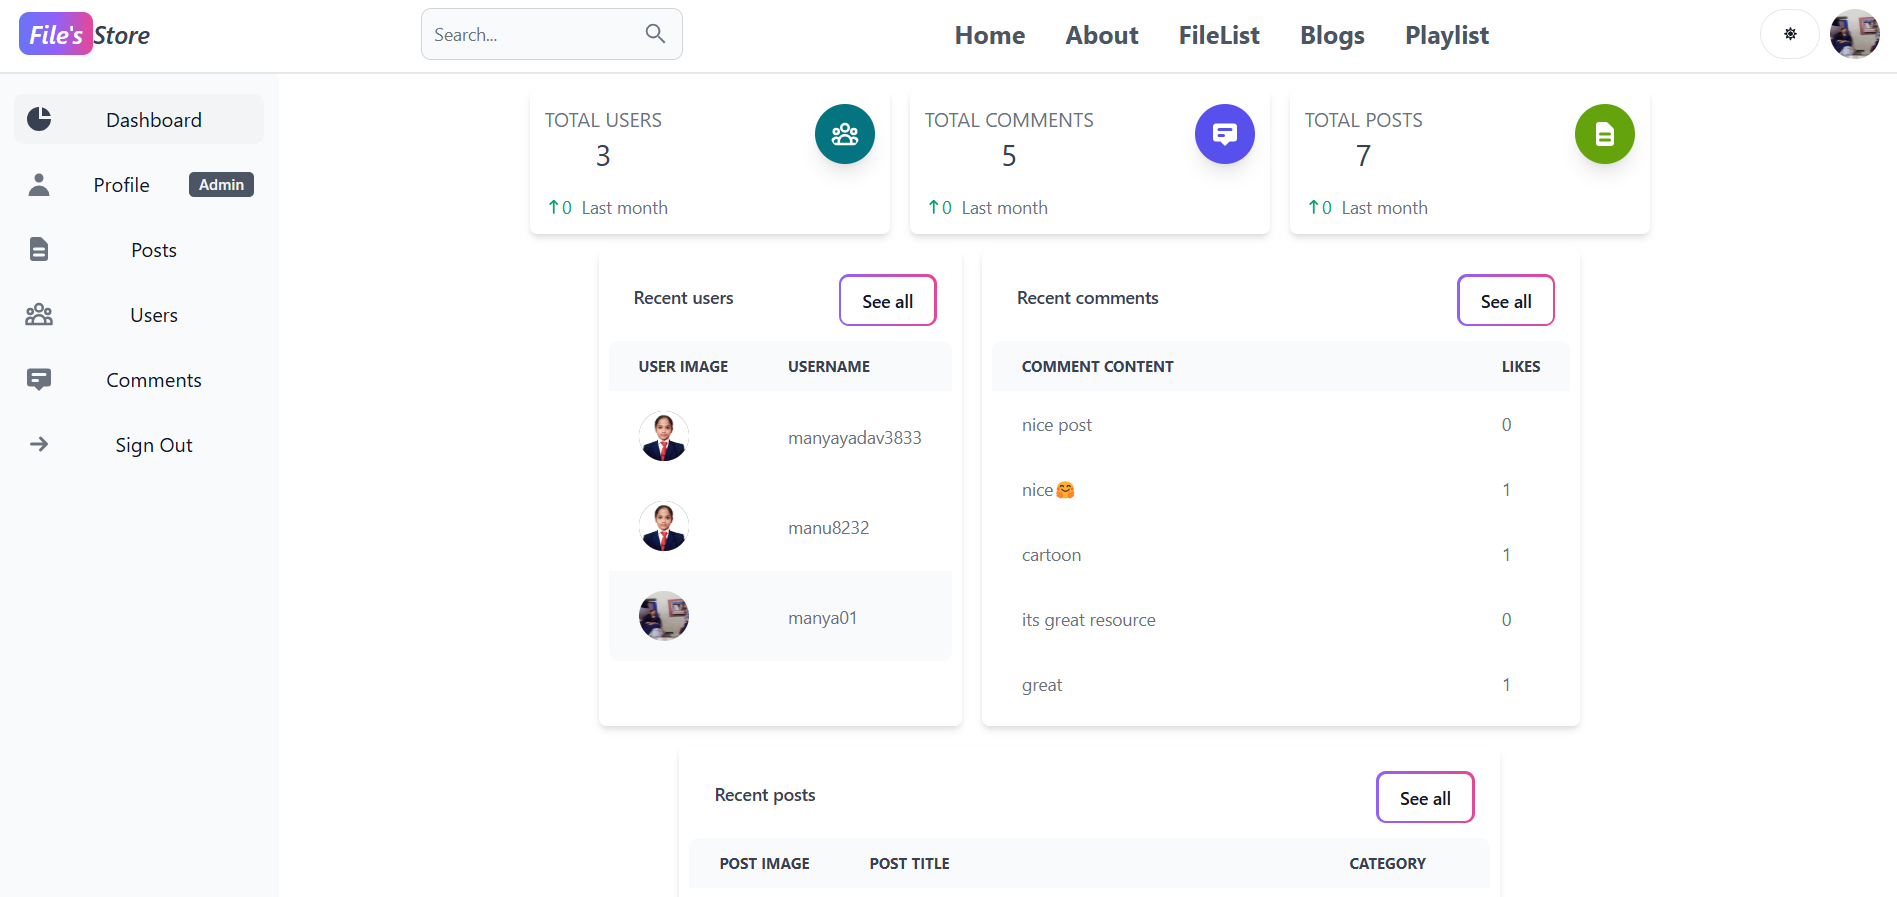 File's Store
Search...
Home About FileList Blogs Playlist
Dashboard
Profile Admin
Posts
Users
Comments
Sign Out
TOTAL USERS
3
↑0 Last month
TOTAL COMMENTS
5
↑0 Last month
TOTAL POSTS
7
↑0 Last month
Recent users See all
USER IMAGE USERNAME
manyayadav3833
manu8232
manya01
Recent comments See all
COMMENT CONTENT LIKES
nice post 0
nice🤗 1
cartoon 1
its great resource 0
great 1
Recent posts See all
POST IMAGE POST TITLE CATEGORY